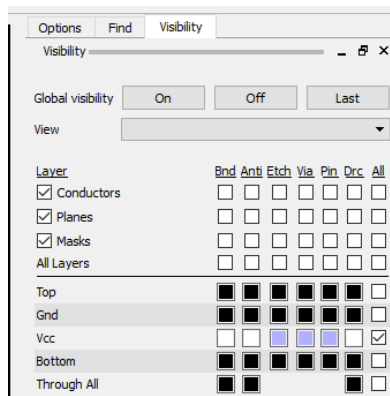 Options Find Visibility
Visibility
Global visibility On Off Last
View
Layer Bnd Anti Etch Via Pin Drc All
Conductors
Planes
Masks
All Layers
Top
Gnd
Vcc
Bottom
Through All